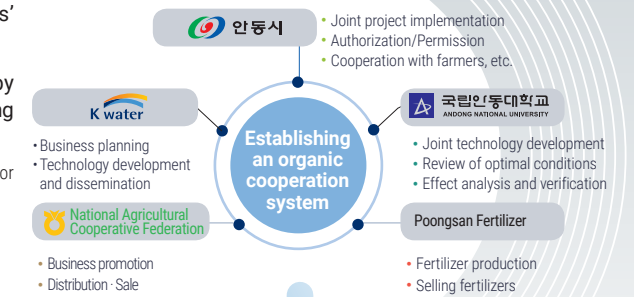 s'
안동시
• Joint project implementation
• Authorization/Permission
• Cooperation with farmers, etc.
by
g
K water
국립안동대학교
ANDONG NATIONAL UNIVERSITY
• Business planning
• Technology development
and dissemination
or
Establishing
an organic
cooperation
system
• Joint technology development
• Review of optimal conditions
• Effect analysis and verification
National Agricultural
Cooperative Federation
Poongsan Fertilizer
• Business promotion
• Distribution · Sale
• Fertilizer production
• Selling fertilizers